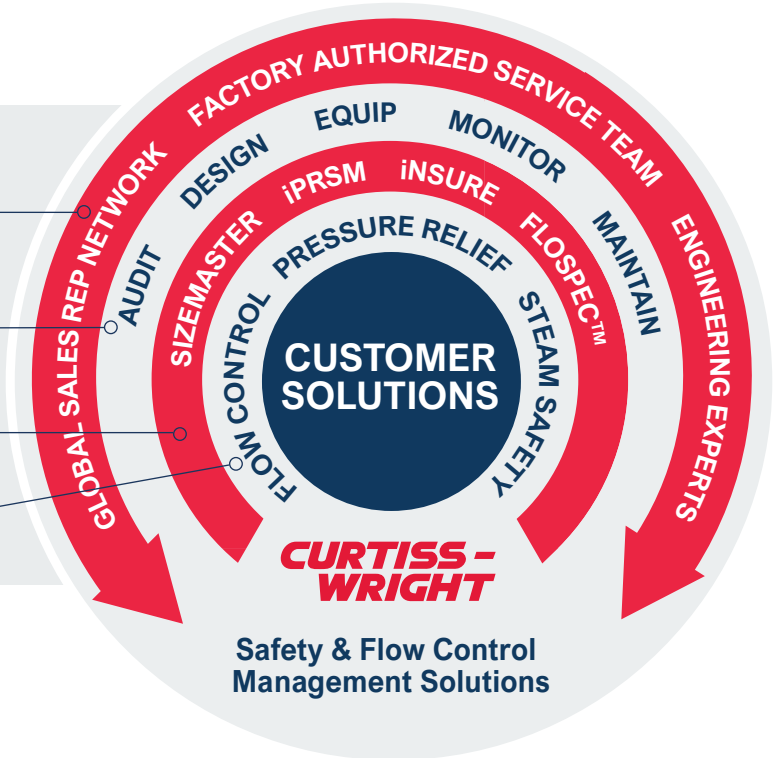 GLOBAL SALES REP NETWORK
FACTORY AUTHORIZED SERVICE TEAM
ENGINEERING EXPERTS
AUDIT
DESIGN
EQUIP
MONITOR
MAINTAIN
SIZEMASTER
iPRSM
iNSURE
FLOSPEC™
FLOW CONTROL
PRESSURE RELIEF
STEAM SAFETY
CUSTOMER
SOLUTIONS
CURTISS-
WRIGHT
Safety & Flow Control
Management Solutions